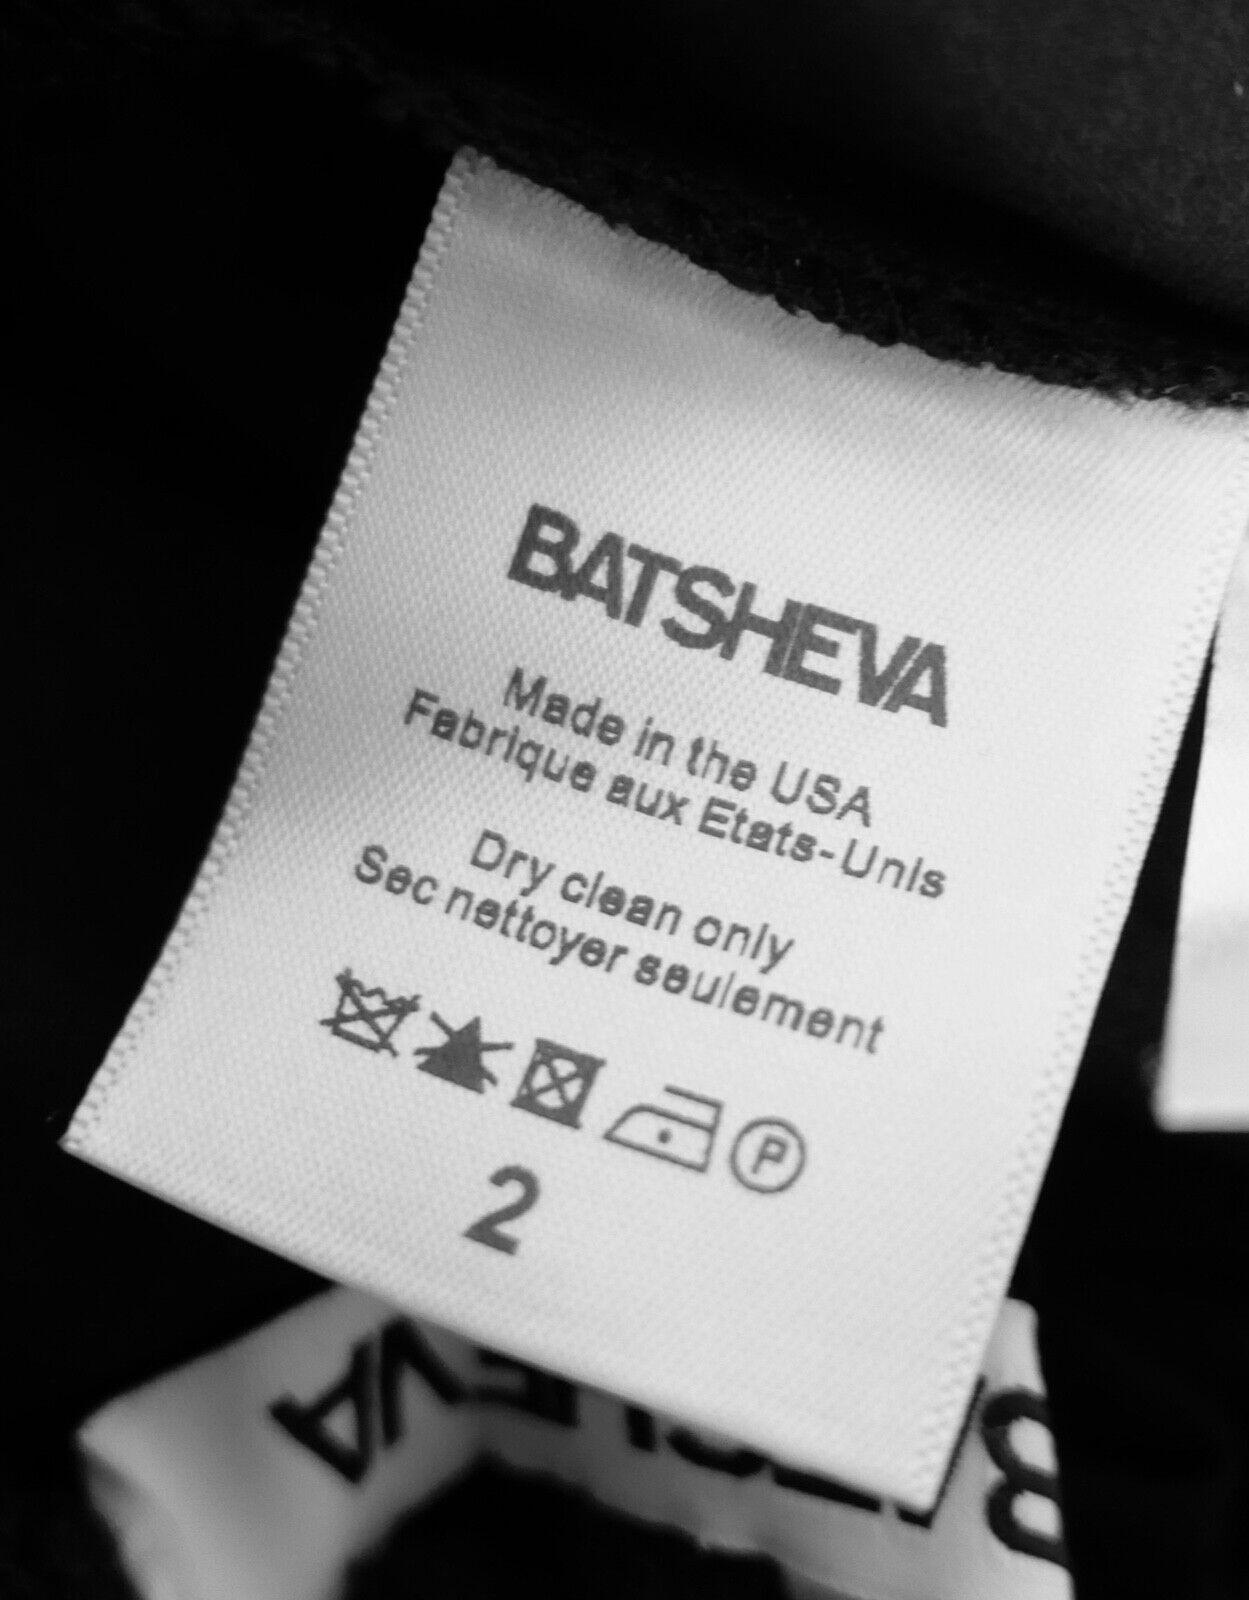 BATSHEVA
Made in the USA
Fabrique aux Etats-Unis
Dry clean only
Sec nettoyer seulement
P
2